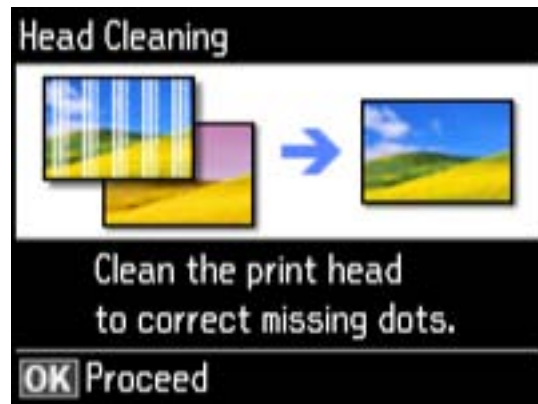 Head Cleaning
Clean the print head
to correct missing dots.
OK Proceed